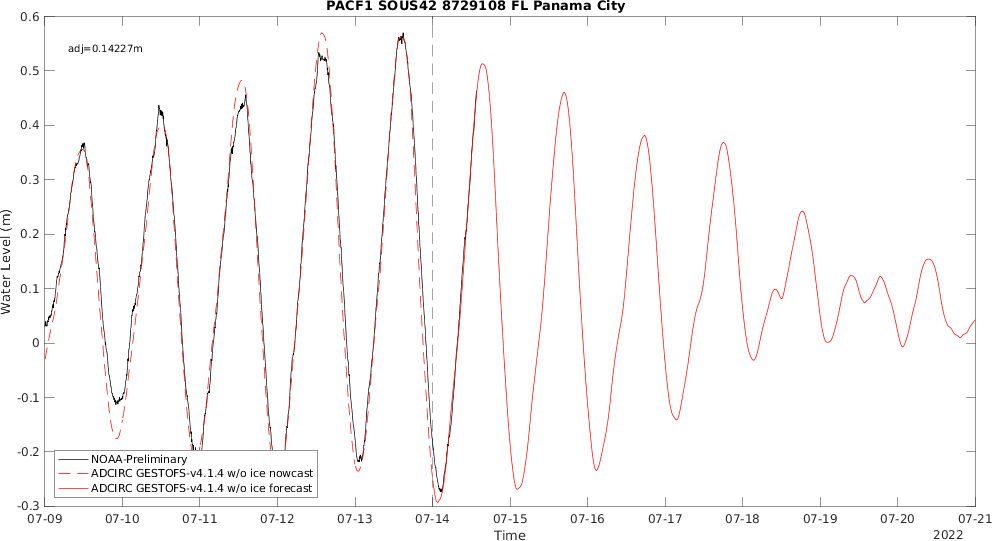 PACF1 SOUS42 8729108 FL Panama City
adj=0.14227m
0.6
0.5
0.4
0.3
0.2
0.1
0
-0.1
-0.2
-0.3
Water Level (m)
NOAA-Preliminary
ADCIRC GESTOFS-v4.1.4 w/o ice nowcast
ADCIRC GESTOFS-v4.1.4 w/o ice forecast
07-09 07-10 07-11 07-12 07-13 07-14 07-15 07-16 07-17 07-18 07-19 07-20 07-21
Time
2022